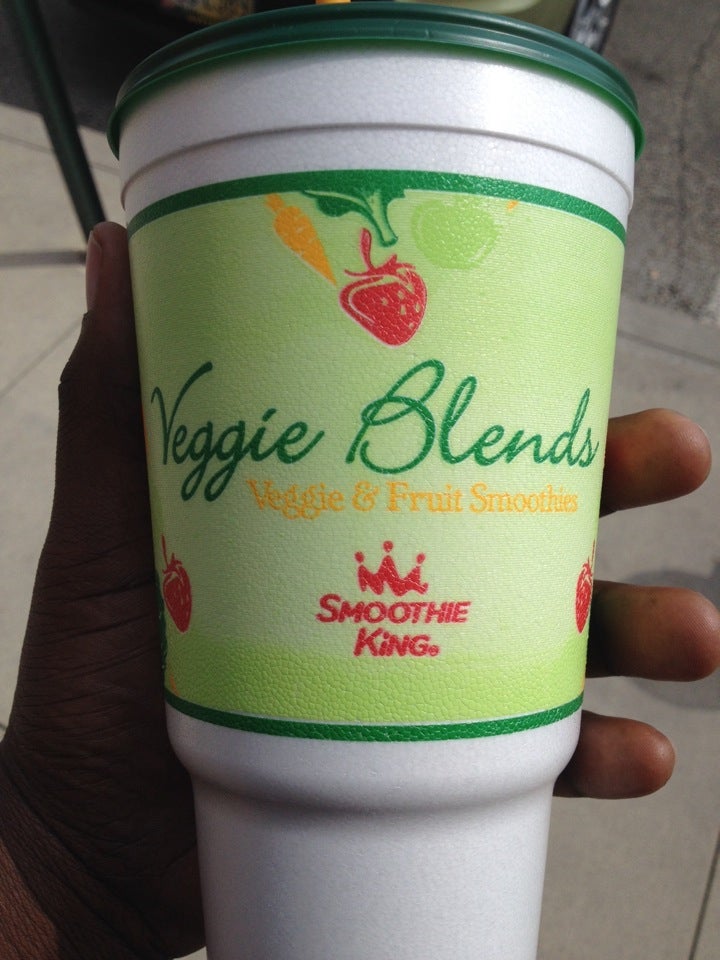 Veggie Blends
Veggie & Fruit Smoothies
SMOOTHIE
KiNG®